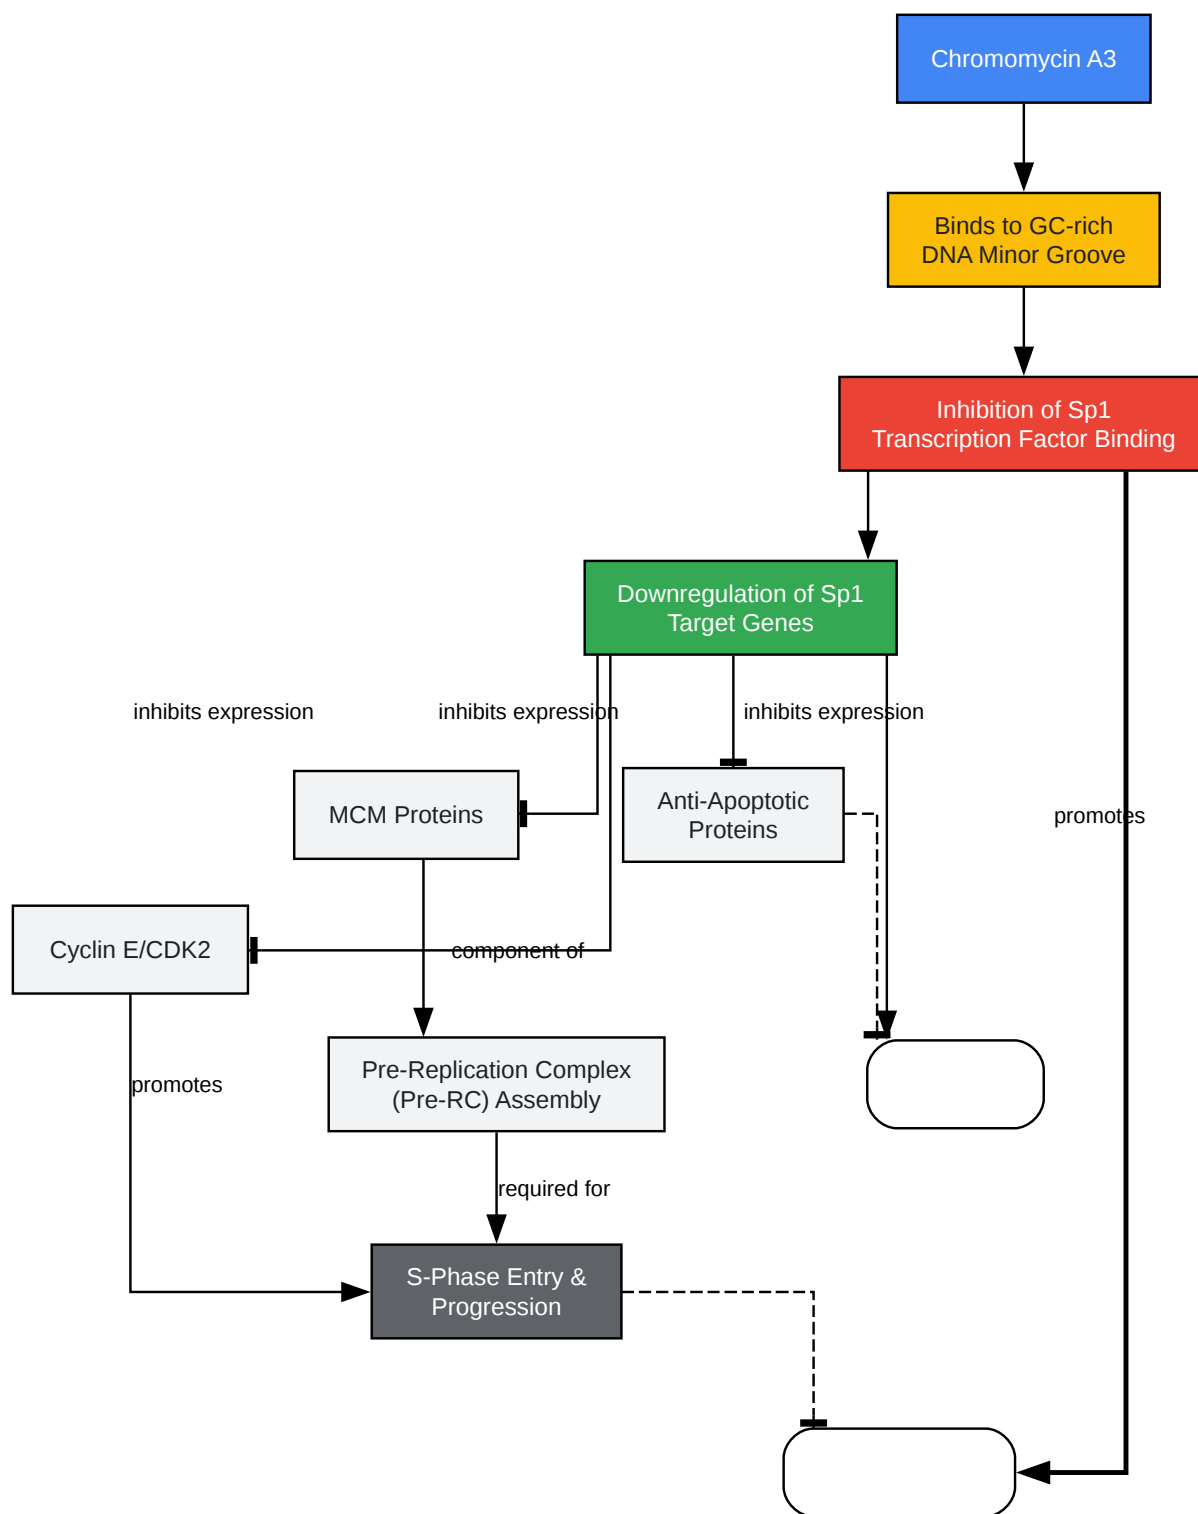 Chromomycin A3
Binds to GC-rich
DNA Minor Groove
Inhibition of Sp1
Transcription Factor Binding
Downregulation of Sp1
Target Genes
inhibits expression
inhibits expression
inhibits expression
MCM Proteins
Anti-Apoptotic
Proteins
promotes
Cyclin E/CDK2
component of
Pre-Replication Complex
(Pre-RC) Assembly
promotes
required for
S-Phase Entry &
Progression